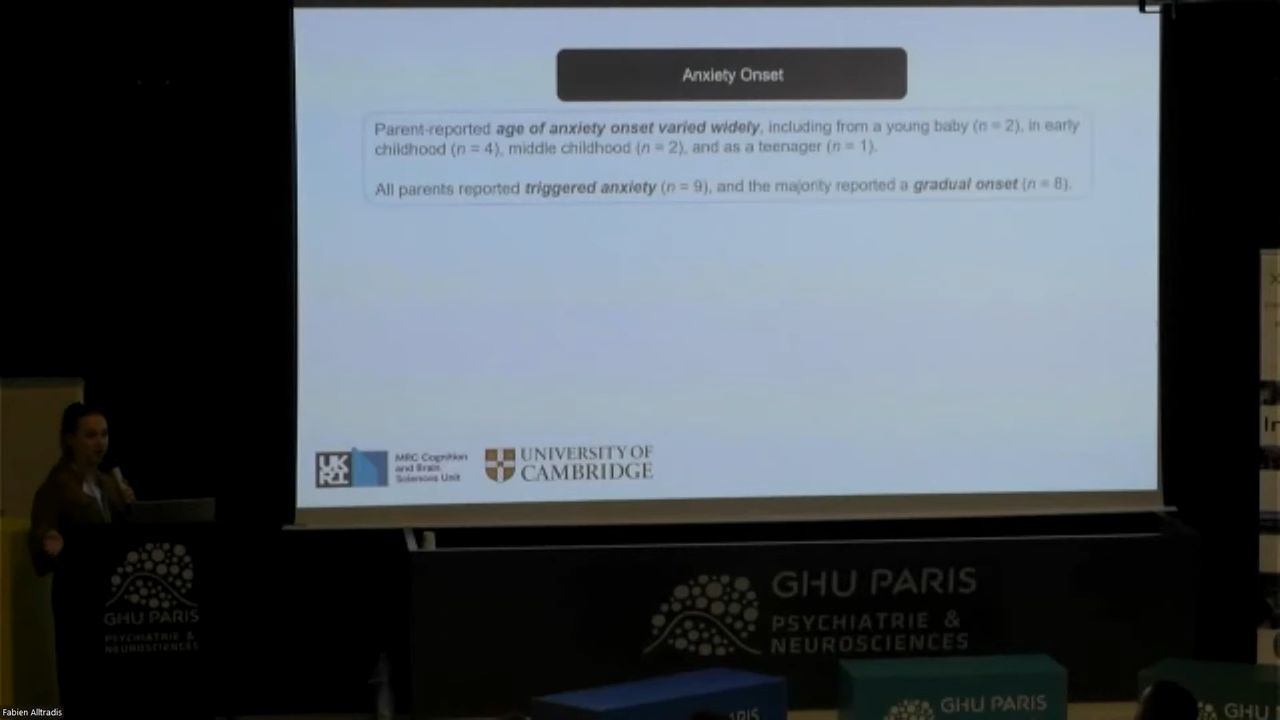 Anxiety Onset
Parent-reported age of anxiety onset varied widely, including from a young baby (n = 2), in early
childhood (n = 4), middle childhood (n = 2), and as a teenager (n = 1).
All parents reported triggered anxiety (n = 9), and the majority reported a gradual onset (n = 8).
UK
RI
MRC Cognition
and Brain
Sciences Unit
UNIVERSITY OF
CAMBRIDGE
GHU PARIS
PSYCHIATRIE &
NEUROSCIENCES
GHU PARIS
PSYCHIATRIE &
NEUROSCIENCES
GHU PARIS
GHU
Fabien Alltradis